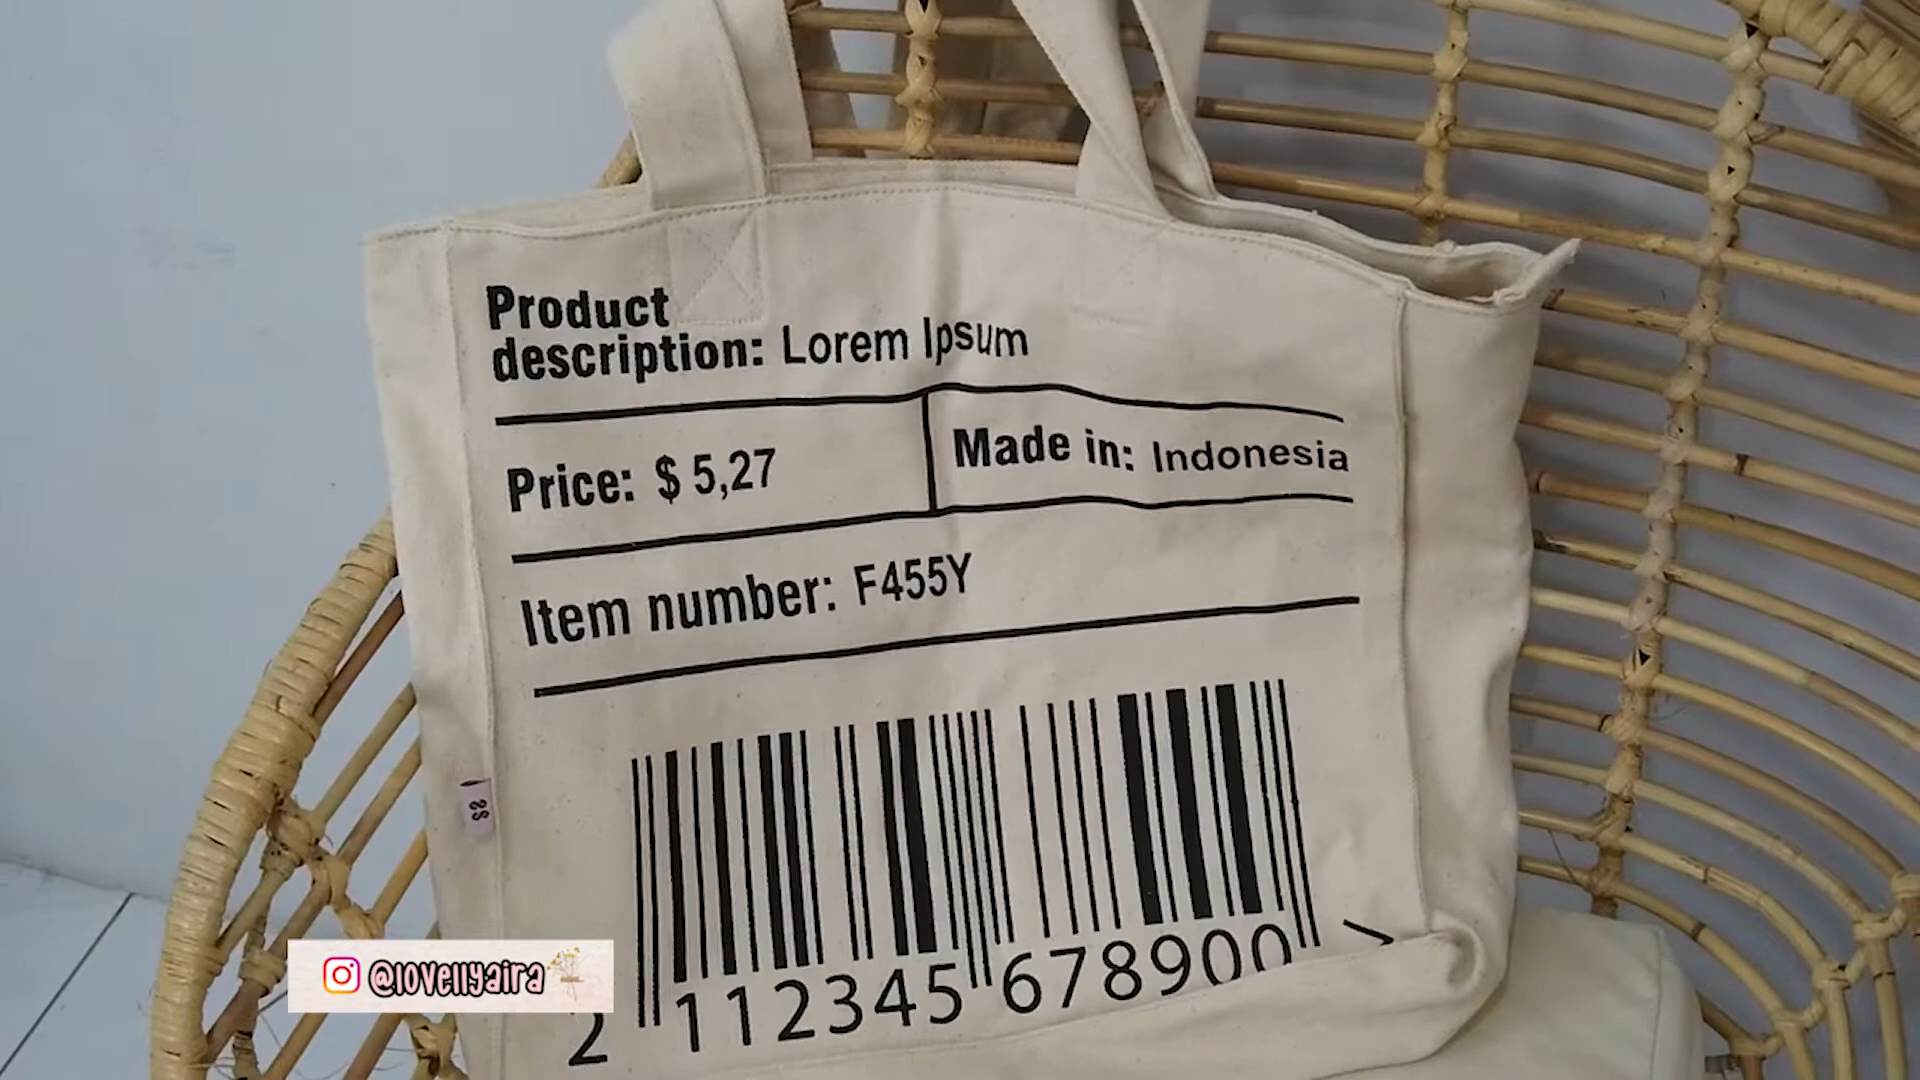 Product
description: Lorem Ipsum
Price: $ 5,27
Made in: Indonesia
Item number: F455Y
2 112345 678900
@lovellyaira